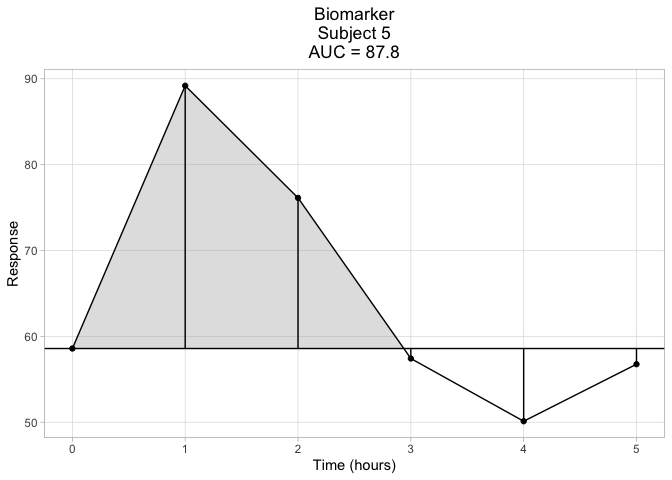 Biomarker
Subject 5
AUC = 87.8
90
80
70
60
50
Response
0 1 2 3 4 5
Time (hours)